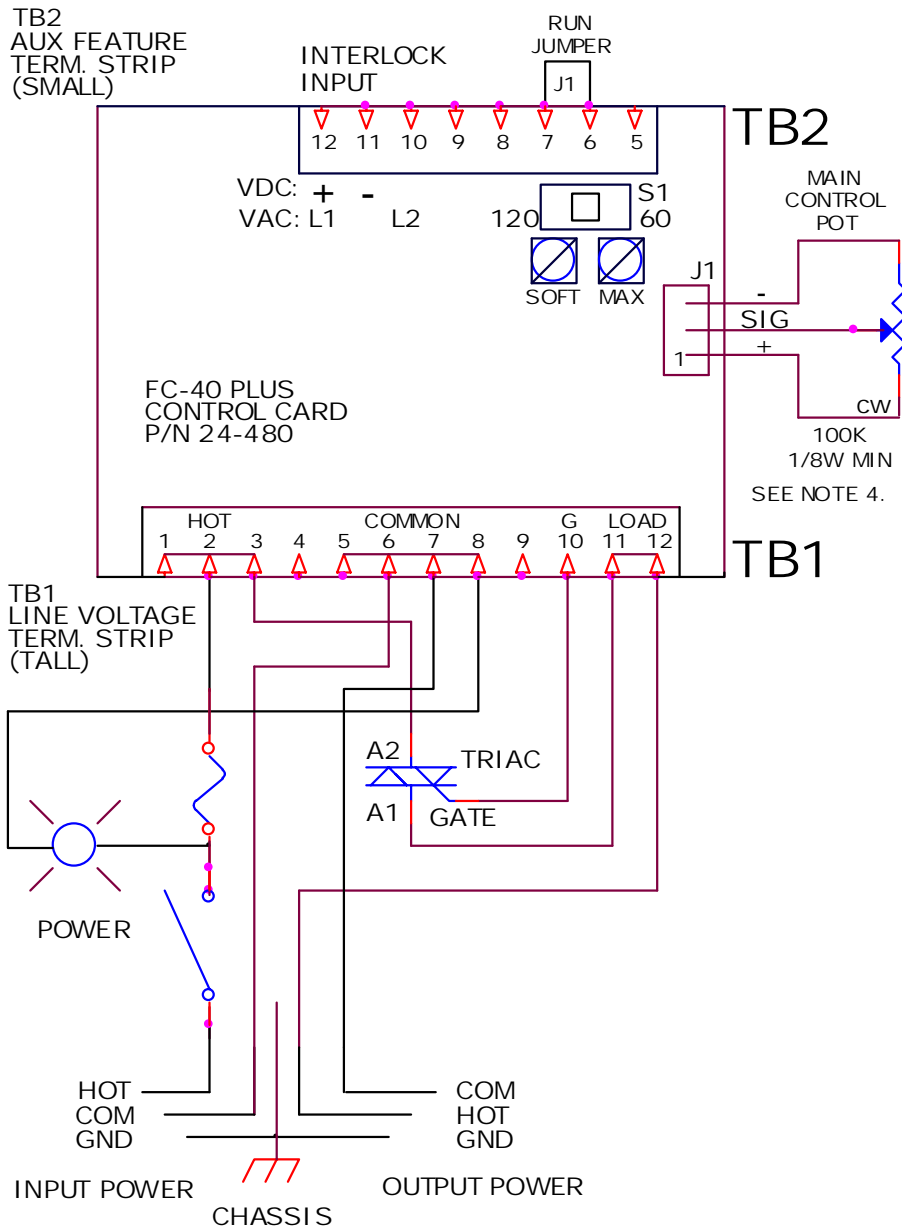 TB2
AUX FEATURE
TERM. STRIP
(SMALL)
INTERLOCK
INPUT
RUN
JUMPER
J1
12 11 10 9 8 7 6 5
TB2
VDC: + -
VAC: L1 L2
120 S1 60
SOFT MAX
MAIN
CONTROL
POT
J1
-
SIG
+
1
CW
100K
1/8W MIN
SEE NOTE 4.
FC-40 PLUS
CONTROL CARD
P/N 24-480
HOT COMMON G LOAD
1 2 3 4 5 6 7 8 9 10 11 12
TB1
TB1
LINE VOLTAGE
TERM. STRIP
(TALL)
A2 TRIAC
A1 GATE
POWER
HOT
COM
GND
COM
HOT
GND
INPUT POWER
OUTPUT POWER
CHASSIS